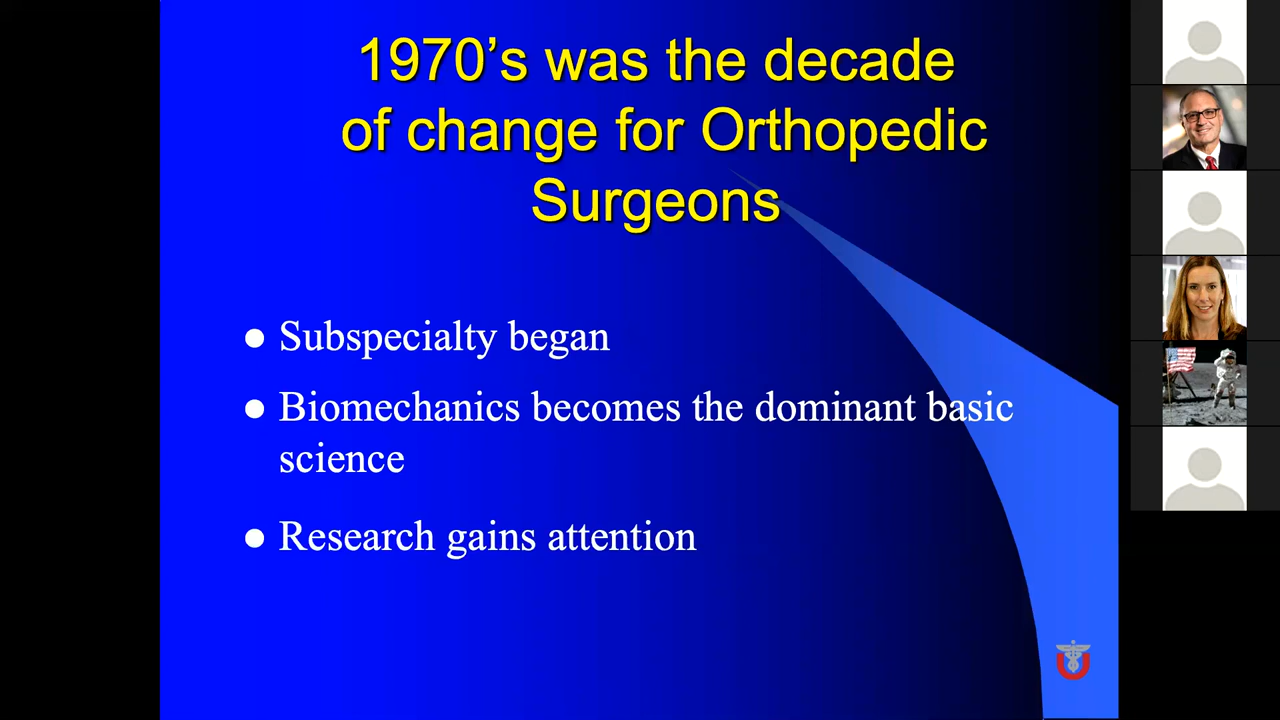 1970’s was the decade
of change for Orthopedic
Surgeons
● Subspecialty began
● Biomechanics becomes the dominant basic
science
● Research gains attention